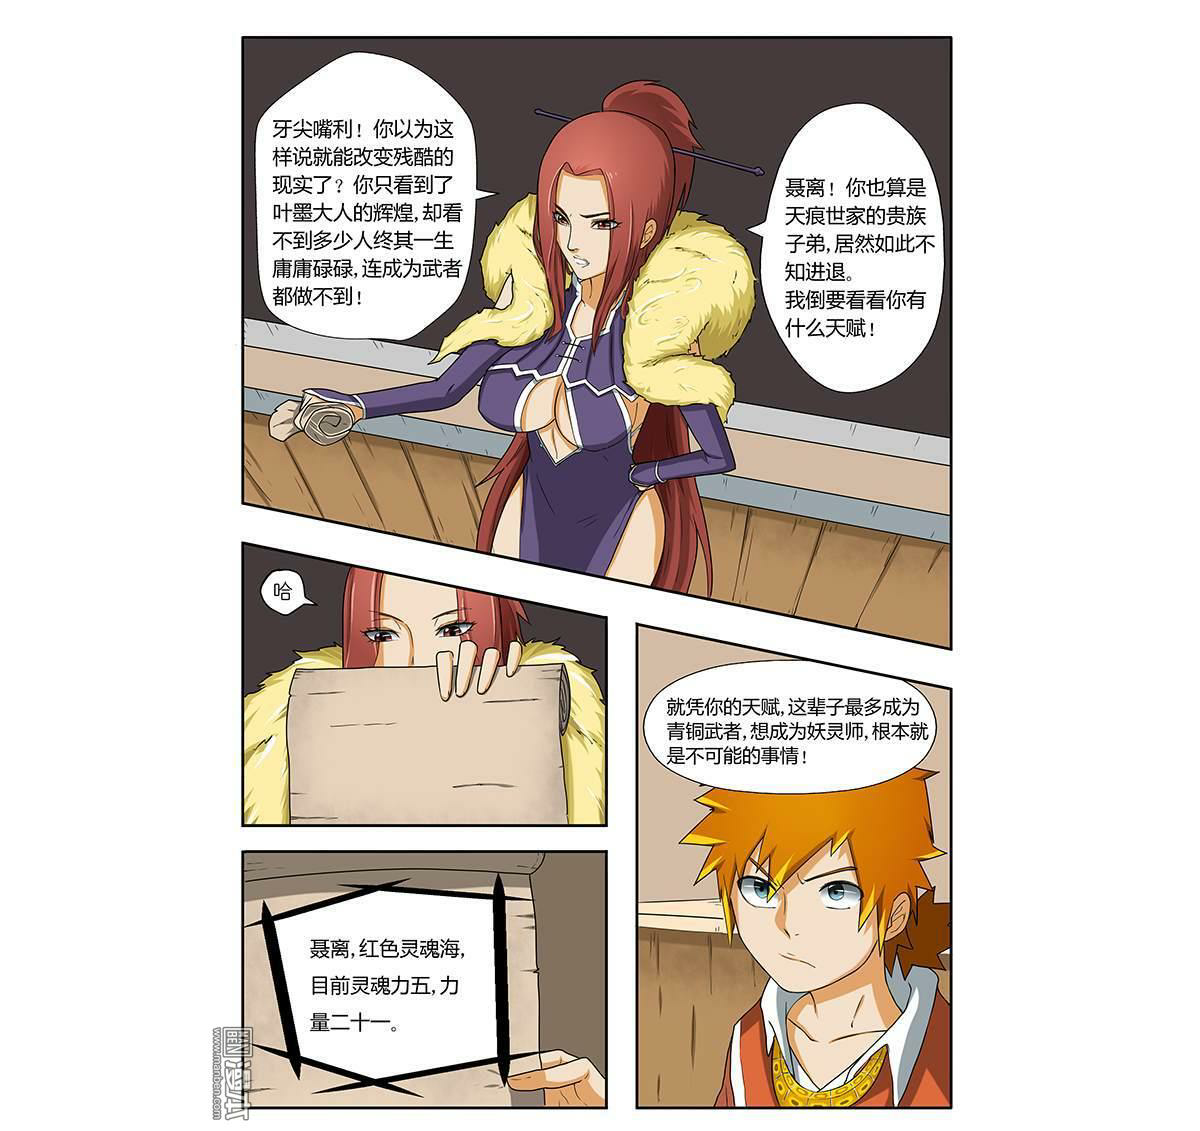 牙尖嘴利！你以为这
样说就能改变残酷的
现实了？你只看到了
叶墨大人的辉煌,却看
不到多少人终其一生
庸庸碌碌,连成为武者
都做不到！
聂离！你也算是
天痕世家的贵族
子弟,居然如此不
知进退。
我倒要看看你有
什么天赋！
哈
就凭你的天赋,这辈子最多成为
青铜武者,想成为妖灵师,根本就
是不可能的事情！
聂离,红色灵魂海,
目前灵魂力五,力
量二十一。
漫本
MANBEN
www.manben.com